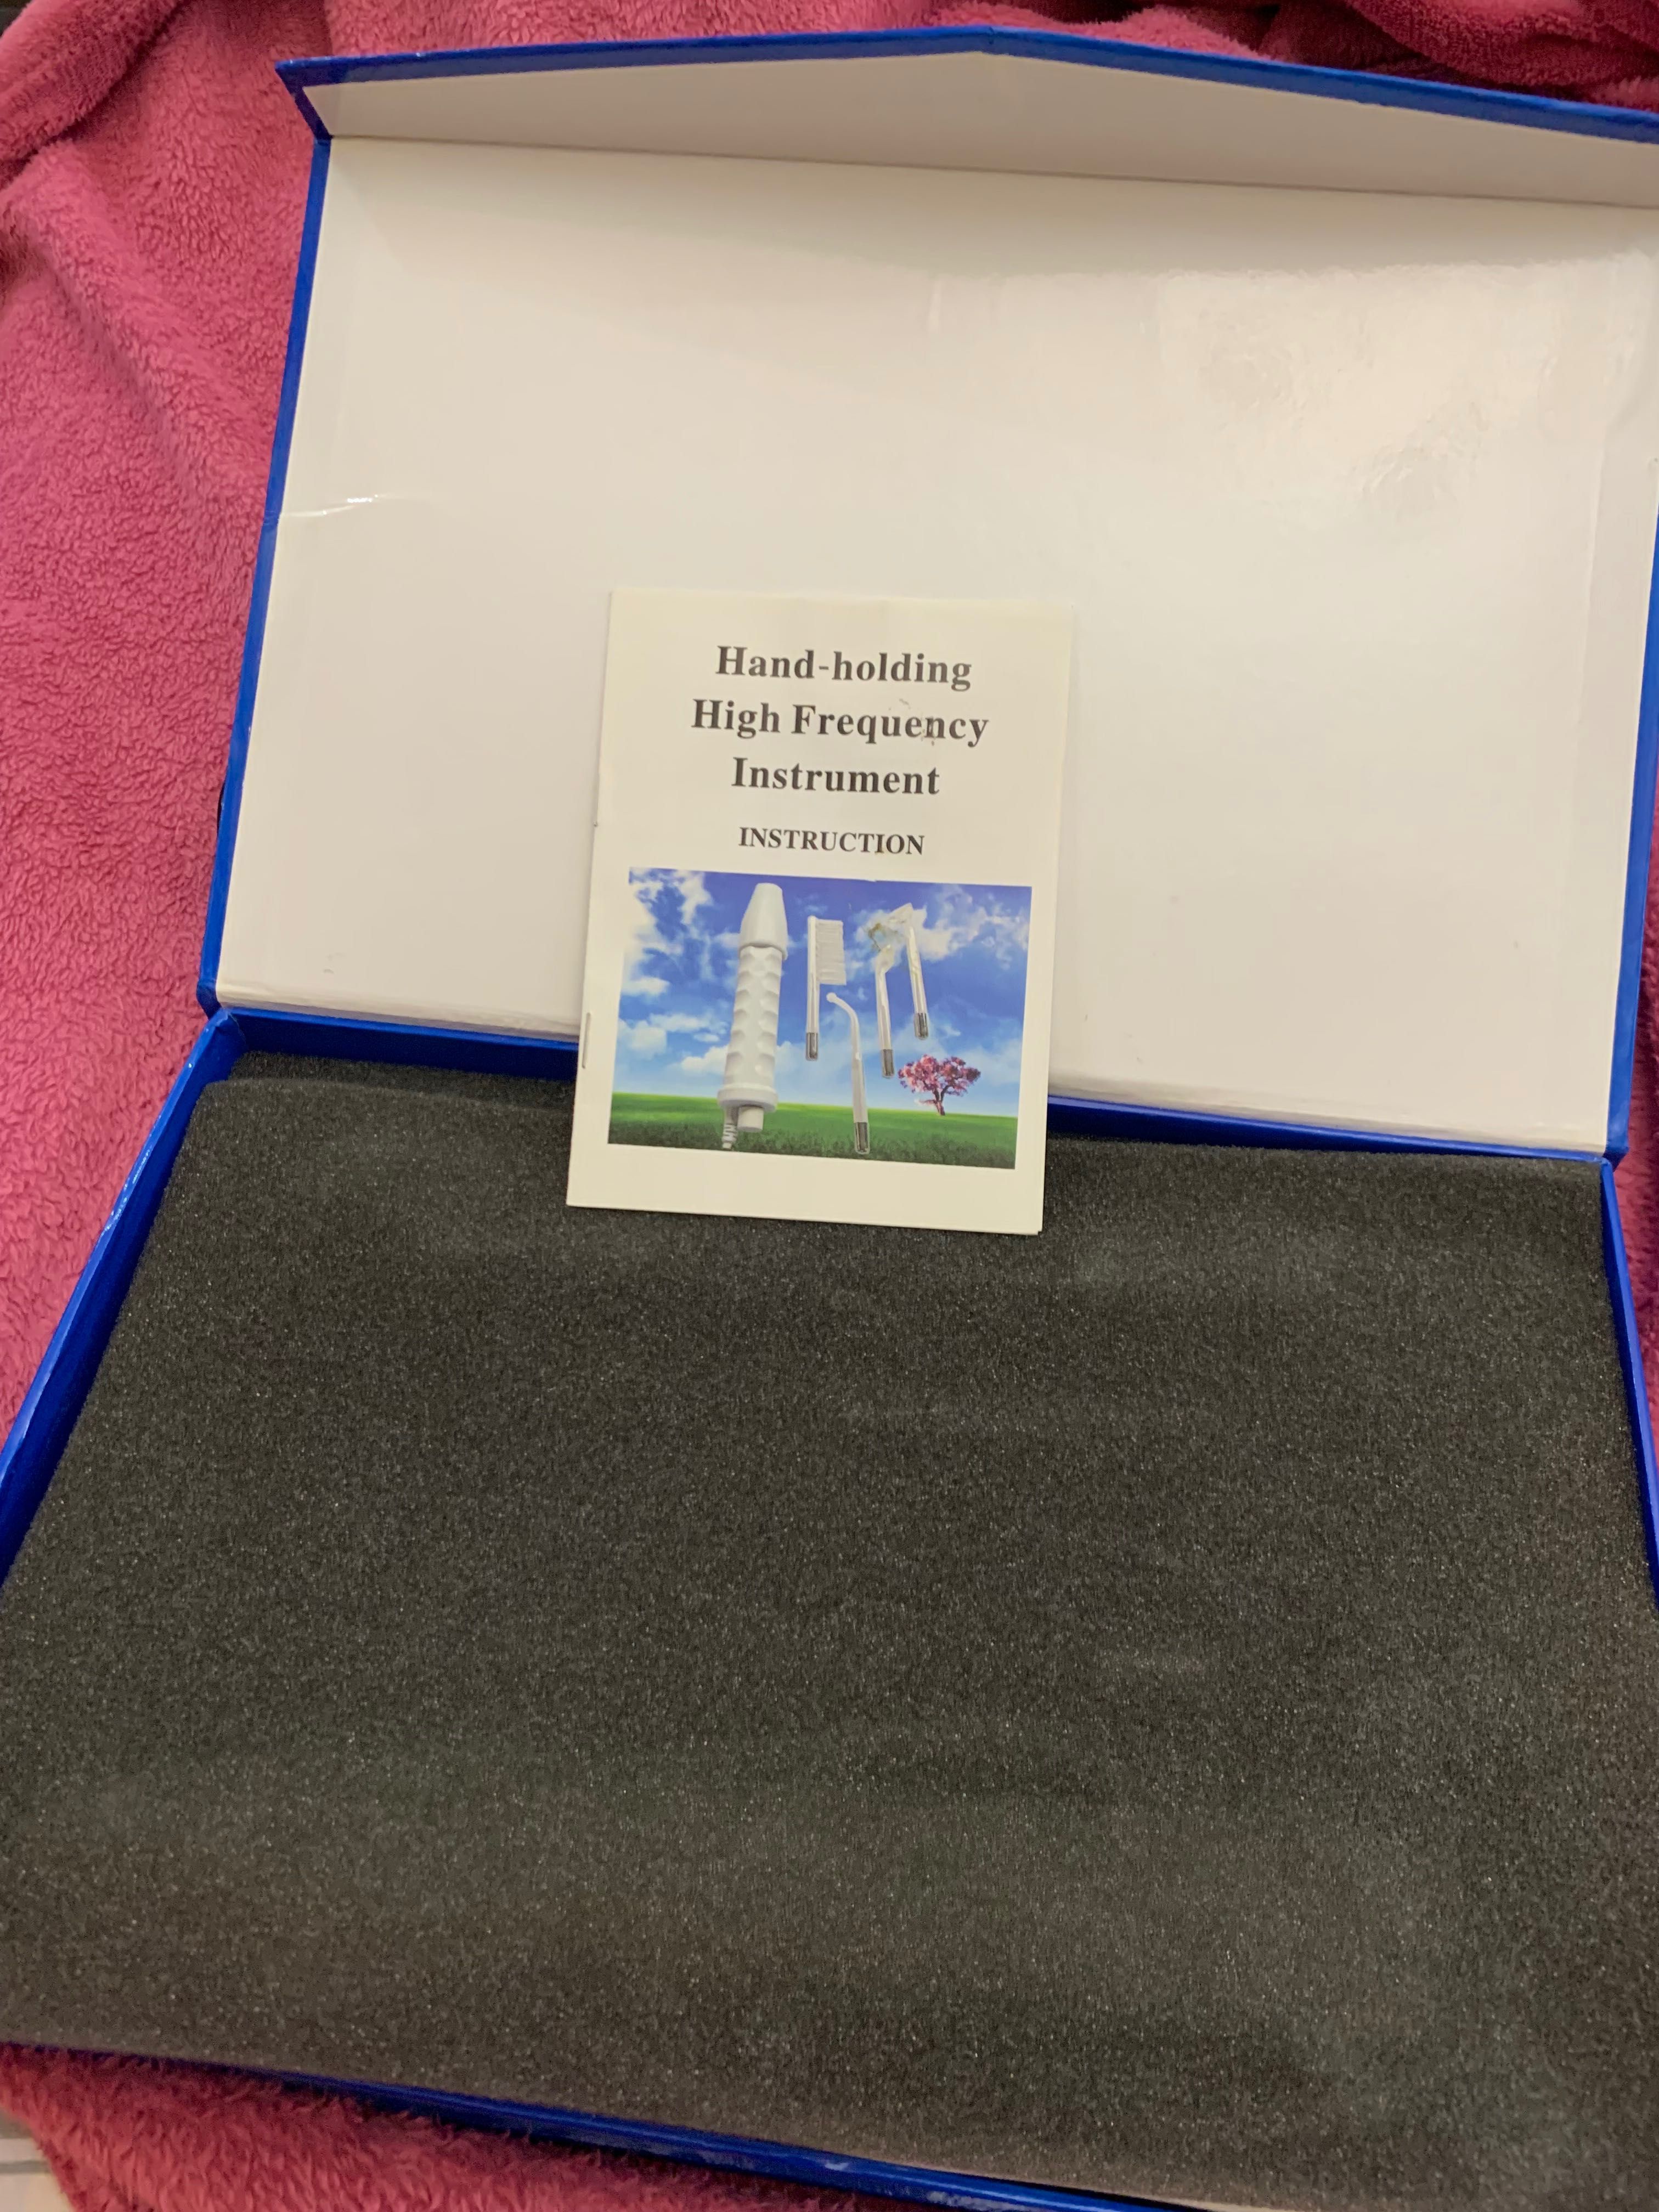 Hand-holding
High Frequency
Instrument
INSTRUCTION